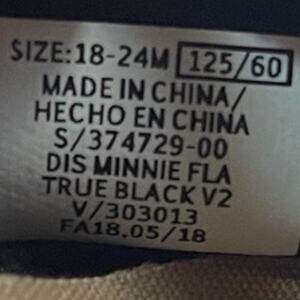 SIZE:18-24M 125/60
MADE IN CHINA/
HECHO EN CHINA
S/374729-00
DIS MINNIE FLA
TRUE BLACK V2
V/303013
FA18.05/18